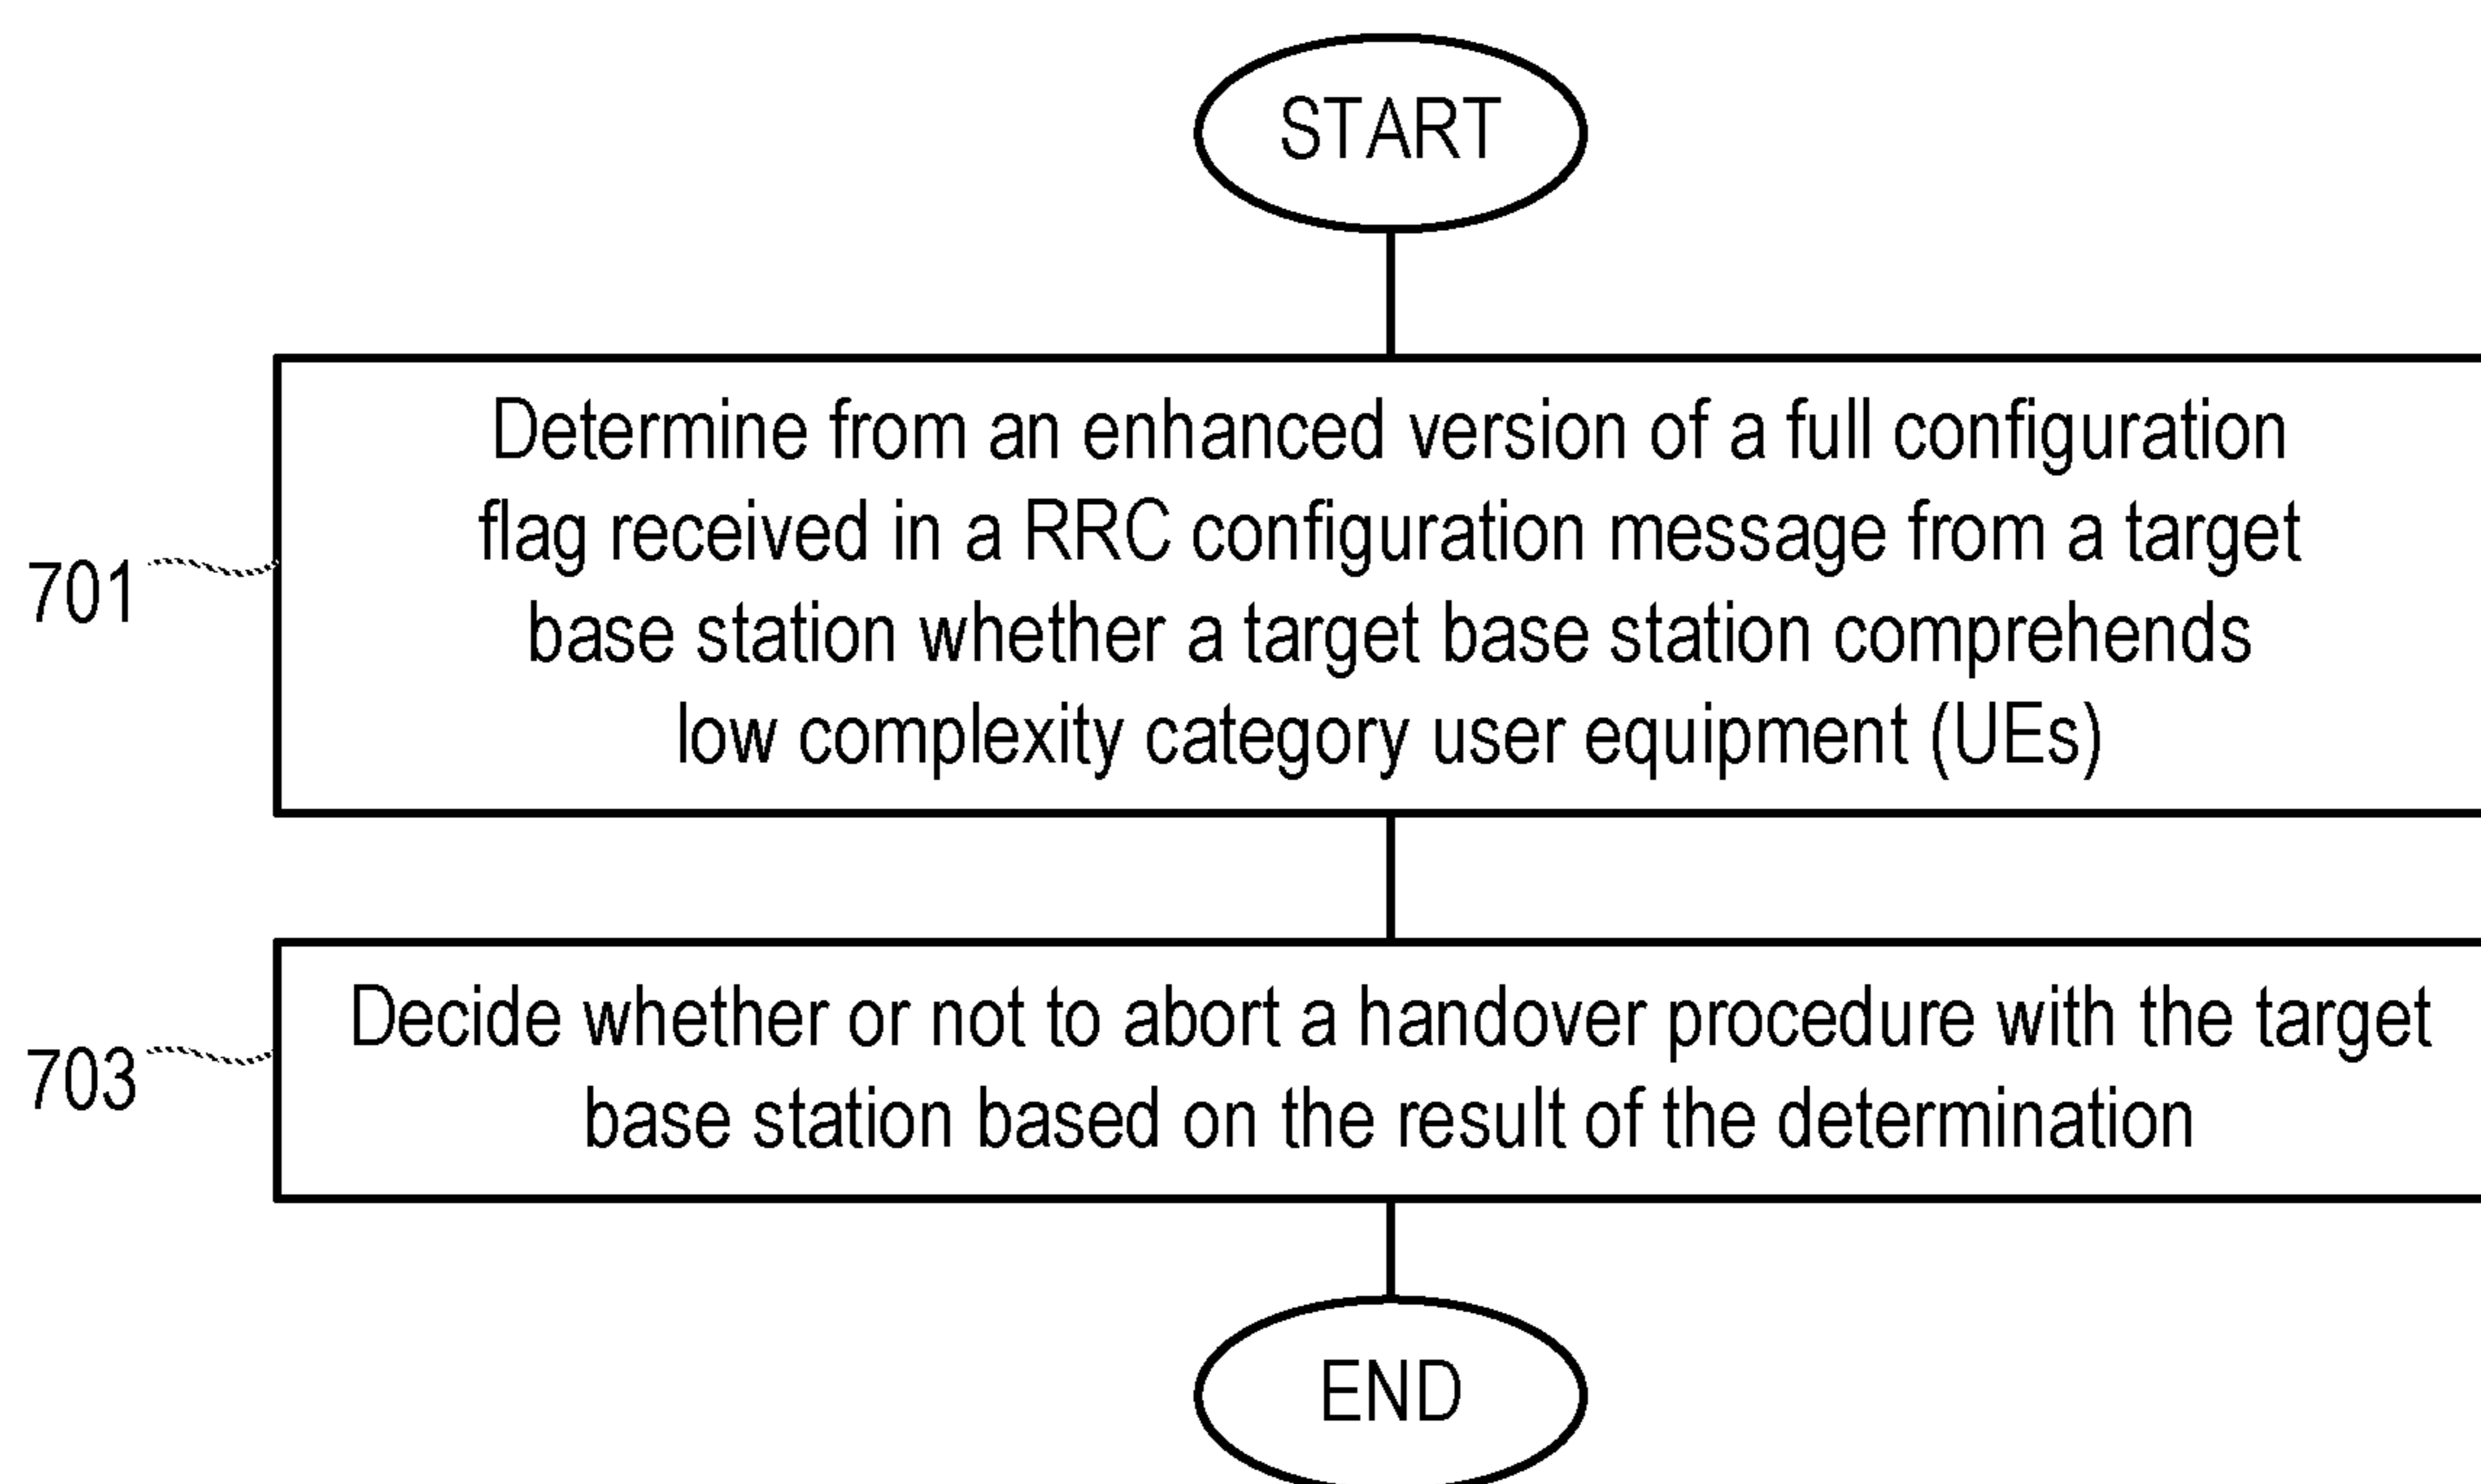 START
Determine from an enhanced version of a full configuration
flag received in a RRC configuration message from a target
701
base station whether a target base station comprehends
low complexity category user equipment (UEs)
Decide whether or not to abort a handover procedure with the target
703
base station based on the result of the determination
END